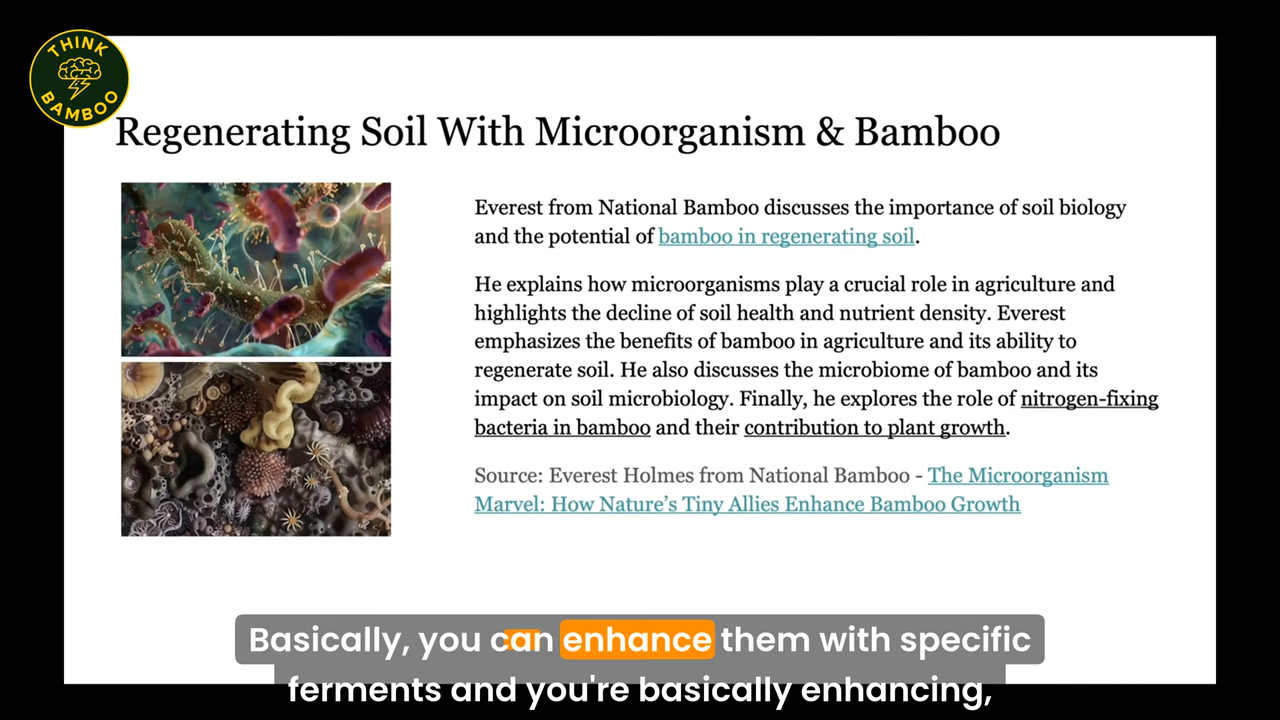 THINK
BAMBOO
Regenerating Soil With Microorganism & Bamboo
Everest from National Bamboo discusses the importance of soil biology
and the potential of bamboo in regenerating soil.
He explains how microorganisms play a crucial role in agriculture and
highlights the decline of soil health and nutrient density. Everest
emphasizes the benefits of bamboo in agriculture and its ability to
regenerate soil. He also discusses the microbiome of bamboo and its
impact on soil microbiology. Finally, he explores the role of nitrogen-fixing
bacteria in bamboo and their contribution to plant growth.
Source: Everest Holmes from National Bamboo - The Microorganism
Marvel: How Nature’s Tiny Allies Enhance Bamboo Growth
Basically, you can enhance them with specific
ferments and you're basically enhancing,